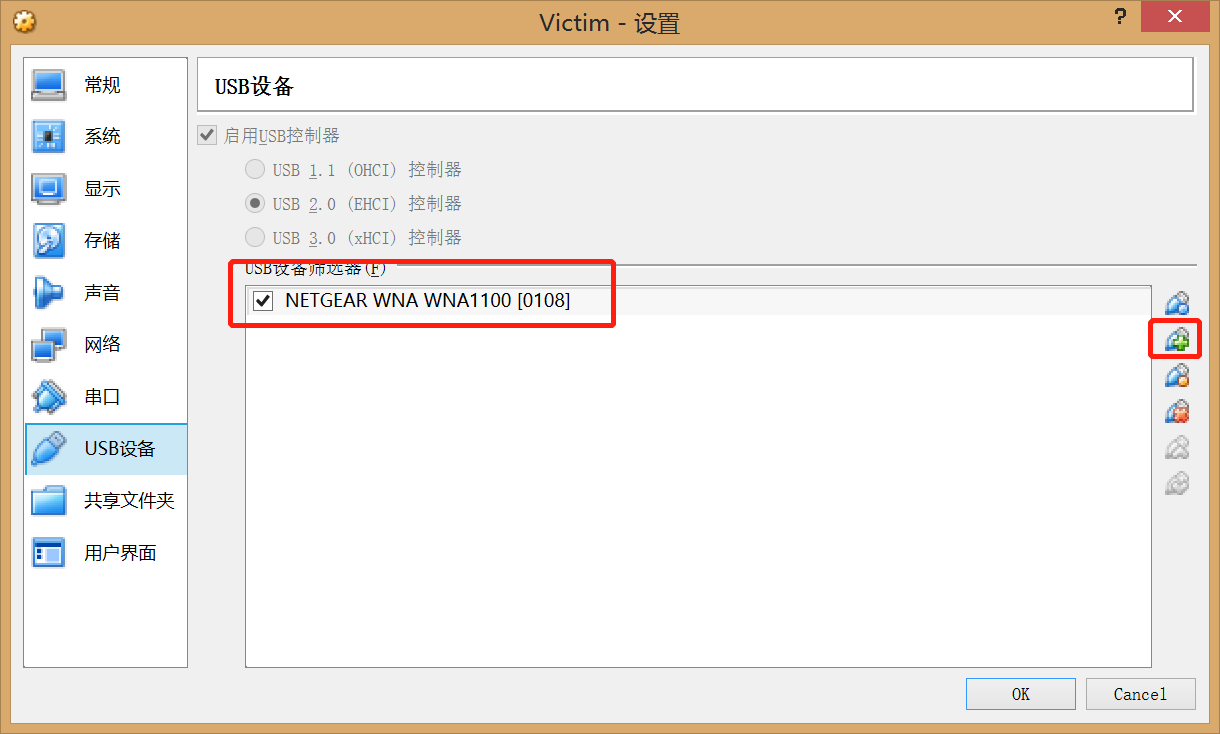 Victim - 设置
?
常规
系统
显示
存储
声音
网络
串口
USB设备
共享文件夹
用户界面
USB设备
启用USB控制器
USB 1.1 (OHCI) 控制器
USB 2.0 (EHCI) 控制器
USB 3.0 (xHCI) 控制器
USB设备筛选器(F)
NETGEAR WNA WNA1100 [0108]
OK
Cancel